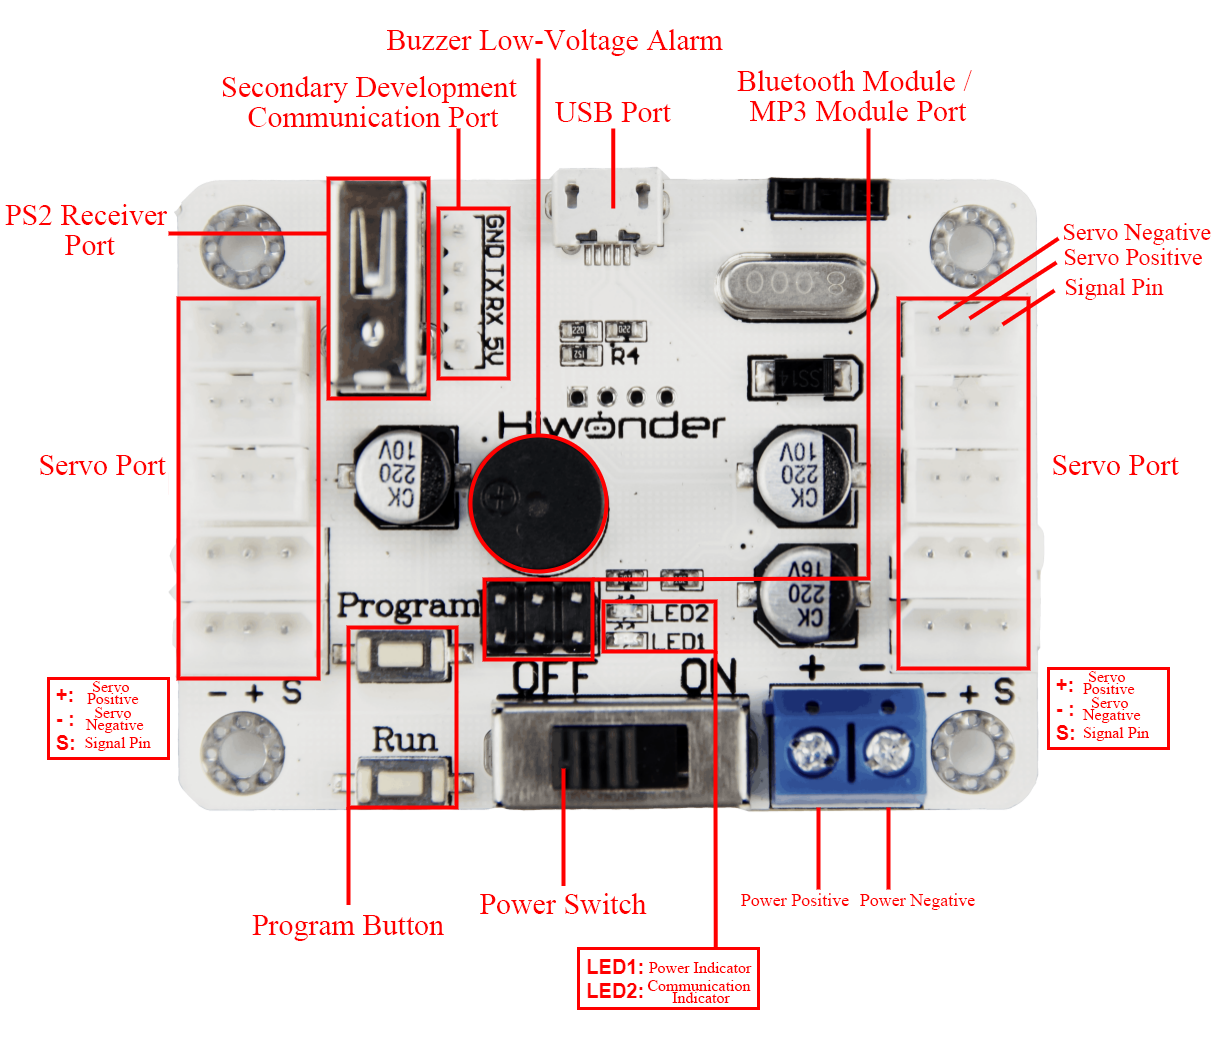 Buzzer Low-Voltage Alarm
Secondary Development
Communication Port
USB Port
Bluetooth Module /
MP3 Module Port
PS2 Receiver
Port
Servo Negative
Servo Positive
Signal Pin
GND TX RX 5V
0008
220
022
R4
SS14
Hiwonder
Servo Port
Servo Port
CK
220
10V
CK
220
10V
CK
220
16V
Program
LED2
LED1
OFF
ON
+ -
- + S
- + S
Run
+: Servo
Positive
- : Servo
Negative
S: Signal Pin
+: Servo
Positive
- : Servo
Negative
S: Signal Pin
Program Button
Power Switch
Power Positive
Power Negative
LED1: Power Indicator
LED2: Communication
Indicator